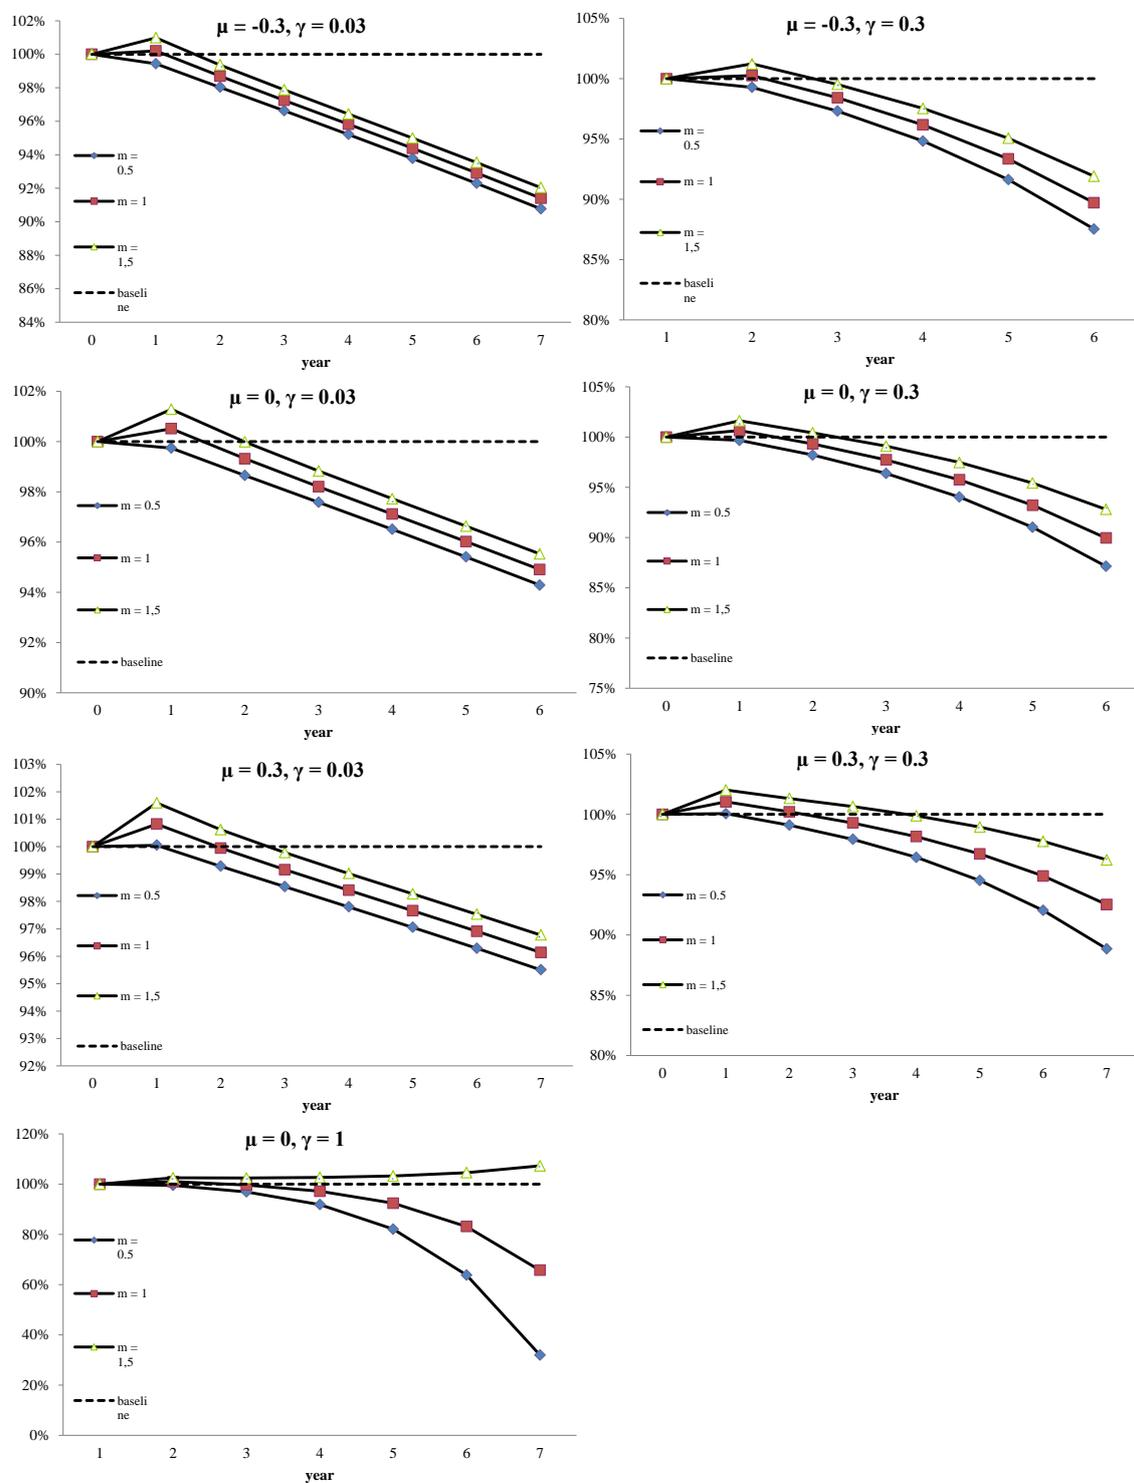 μ = -0.3, γ = 0.03
102%
100%
98%
96%
94%
92%
90%
88%
86%
84%
m =
0.5
m = 1
m =
1,5
baseli
ne
0 1 2 3 4 5 6 7
year
μ = -0.3, γ = 0.3
105%
100%
95%
90%
85%
80%
m =
0.5
m = 1
m =
1,5
baseli
ne
1 2 3 4 5 6
year
μ = 0, γ = 0.03
102%
100%
98%
96%
94%
92%
90%
m = 0.5
m = 1
m = 1,5
baseline
0 1 2 3 4 5 6
year
μ = 0, γ = 0.3
105%
100%
95%
90%
85%
80%
75%
m = 0.5
m = 1
m = 1,5
baseline
0 1 2 3 4 5 6
year
μ = 0.3, γ = 0.03
103%
102%
101%
100%
99%
98%
97%
96%
95%
94%
93%
92%
m = 0.5
m = 1
m = 1,5
baseline
0 1 2 3 4 5 6 7
year
μ = 0.3, γ = 0.3
105%
100%
95%
90%
85%
80%
m = 0.5
m = 1
m = 1,5
baseline
0 1 2 3 4 5 6 7
year
μ = 0, γ = 1
120%
100%
80%
60%
40%
20%
0%
m =
0.5
m = 1
m =
1,5
baseli
ne
1 2 3 4 5 6 7
year